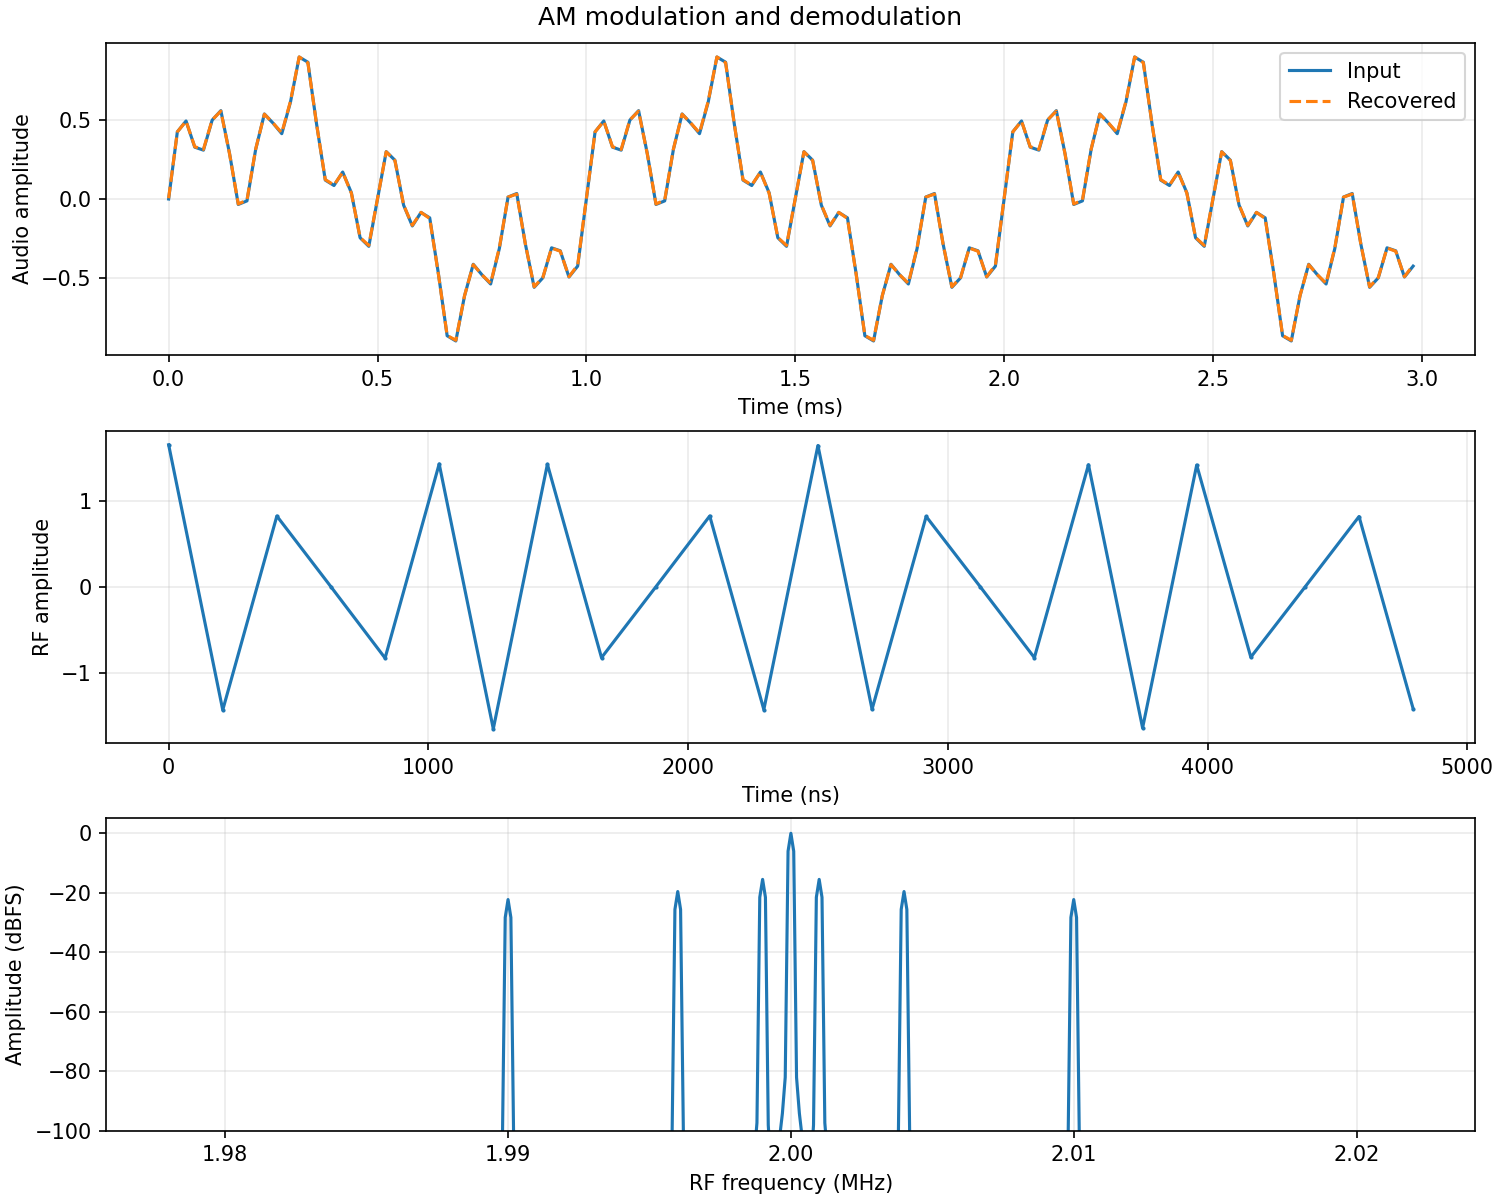 AM modulation and demodulation
Audio amplitude
0.5
0.0
−0.5
Input
Recovered
0.0 0.5 1.0 1.5 2.0 2.5 3.0
Time (ms)
RF amplitude
1
0
−1
0 1000 2000 3000 4000 5000
Time (ns)
Amplitude (dBFS)
0
−20
−40
−60
−80
−100
1.98 1.99 2.00 2.01 2.02
RF frequency (MHz)